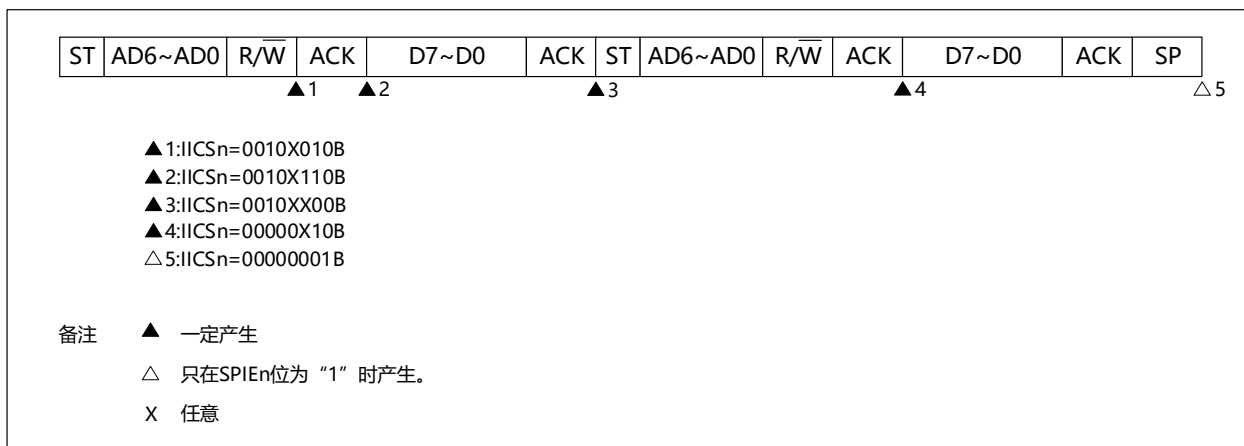 ST AD6~AD0 R/W̅ ACK D7~D0 ACK ST AD6~AD0 R/W̅ ACK D7~D0 ACK SP
▲1 ▲2 ▲3 ▲4 △5
▲1:IICSn=0010X010B
▲2:IICSn=0010X110B
▲3:IICSn=0010XX00B
▲4:IICSn=00000X10B
△5:IICSn=00000001B
备注 ▲ 一定产生
△ 只在SPIEn位为“1”时产生。
X 任意